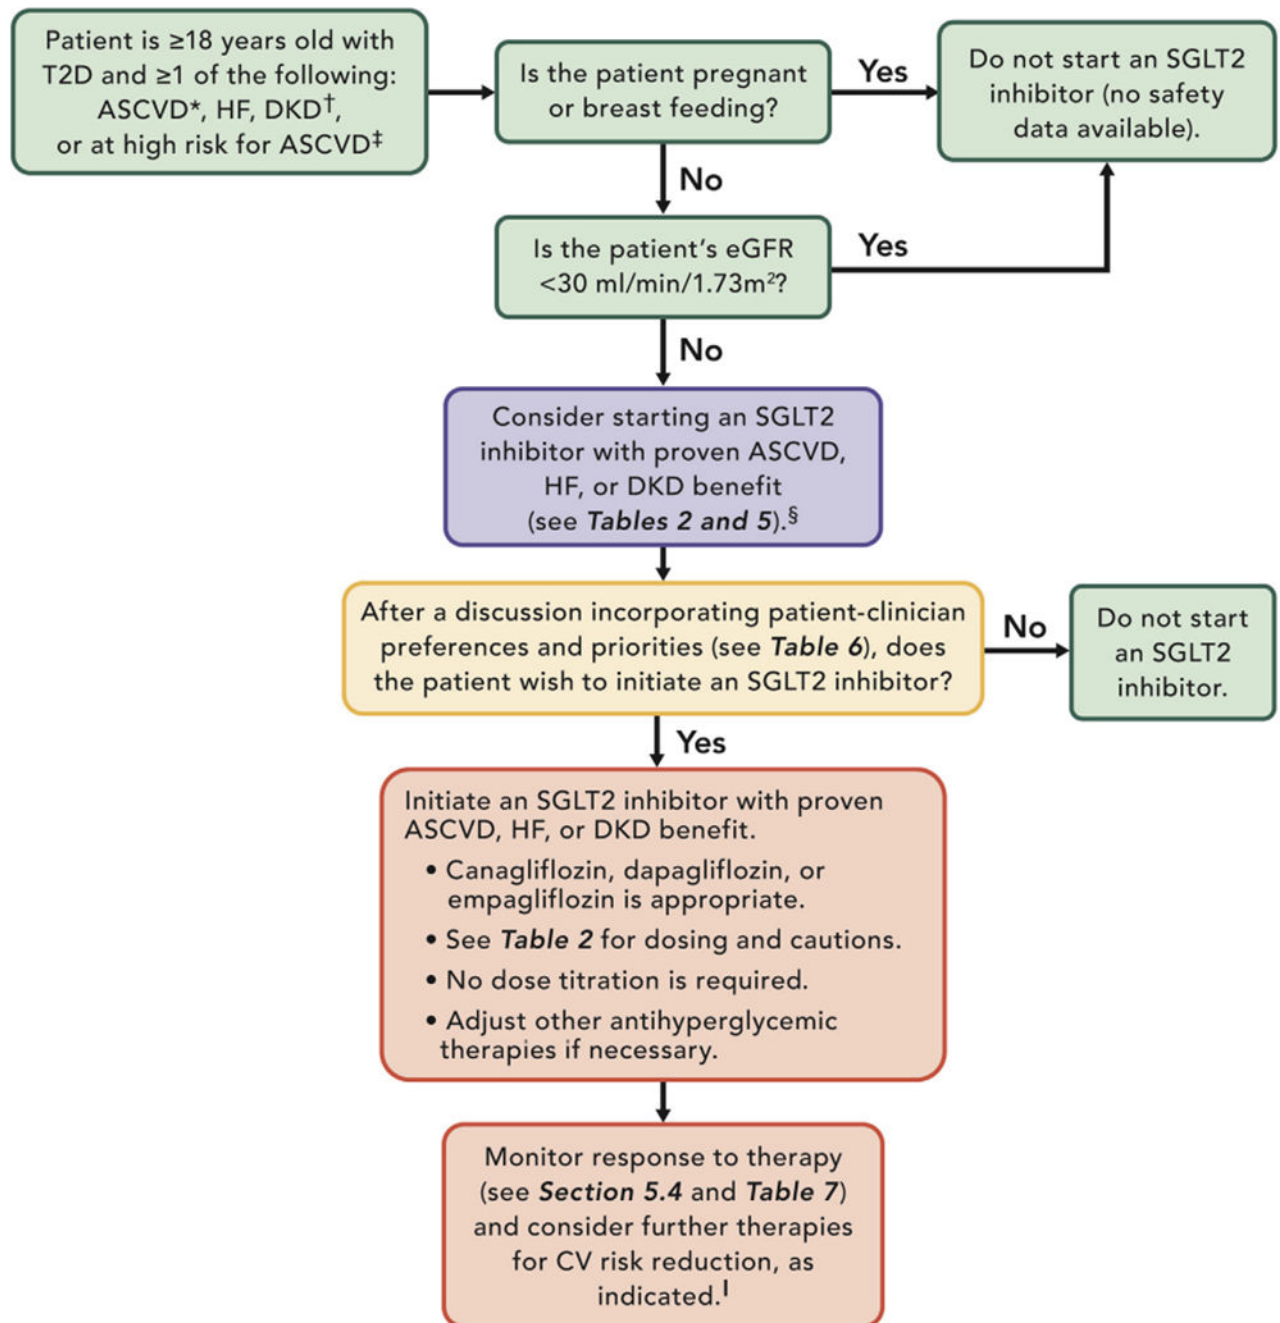 Patient is ≥18 years old with
T2D and ≥1 of the following:
ASCVD*, HF, DKD†,
or at high risk for ASCVD‡
Is the patient pregnant
or breast feeding?
Yes
Do not start an SGLT2
inhibitor (no safety
data available).
No
Is the patient’s eGFR
<30 ml/min/1.73m²?
Yes
No
Consider starting an SGLT2
inhibitor with proven ASCVD,
HF, or DKD benefit
(see Tables 2 and 5).§
After a discussion incorporating patient-clinician
preferences and priorities (see Table 6), does
the patient wish to initiate an SGLT2 inhibitor?
No
Do not start
an SGLT2
inhibitor.
Yes
Initiate an SGLT2 inhibitor with proven
ASCVD, HF, or DKD benefit.
• Canagliflozin, dapagliflozin, or
empagliflozin is appropriate.
• See Table 2 for dosing and cautions.
• No dose titration is required.
• Adjust other antihyperglycemic
therapies if necessary.
Monitor response to therapy
(see Section 5.4 and Table 7)
and consider further therapies
for CV risk reduction, as
indicated.ǀ